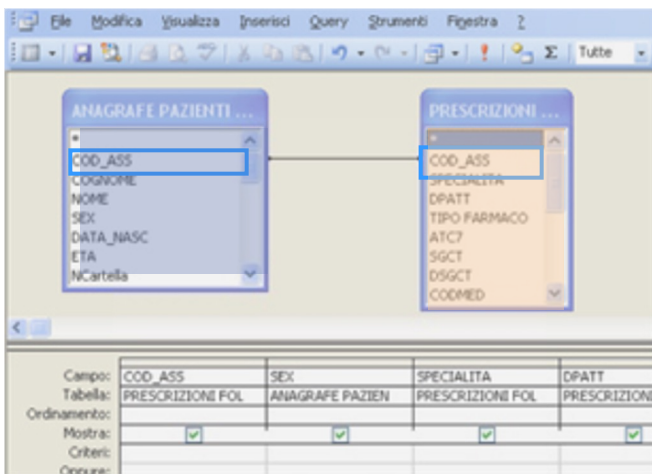 File Modifica Visualizza Inserisci Query Strumenti Finestra ?
Σ Tutte
ANAGRAFE PAZIENTI ...
*
COD_ASS
COGNOME
NOME
SEX
DATA_NASC
ETA
NCartella
PRESCRIZIONI ...
*
COD_ASS
SPECIALITA
DPATT
TIPO FARMACO
ATC7
SGCT
DSGCT
CODMED
Campo: COD_ASS SEX SPECIALITA DPATT
Tabella: PRESCRIZIONI FOL ANAGRAFE PAZIEN PRESCRIZIONI FOL PRESCRIZIONI
Ordinamento:
Mostra:
Criteri:
Oppure: